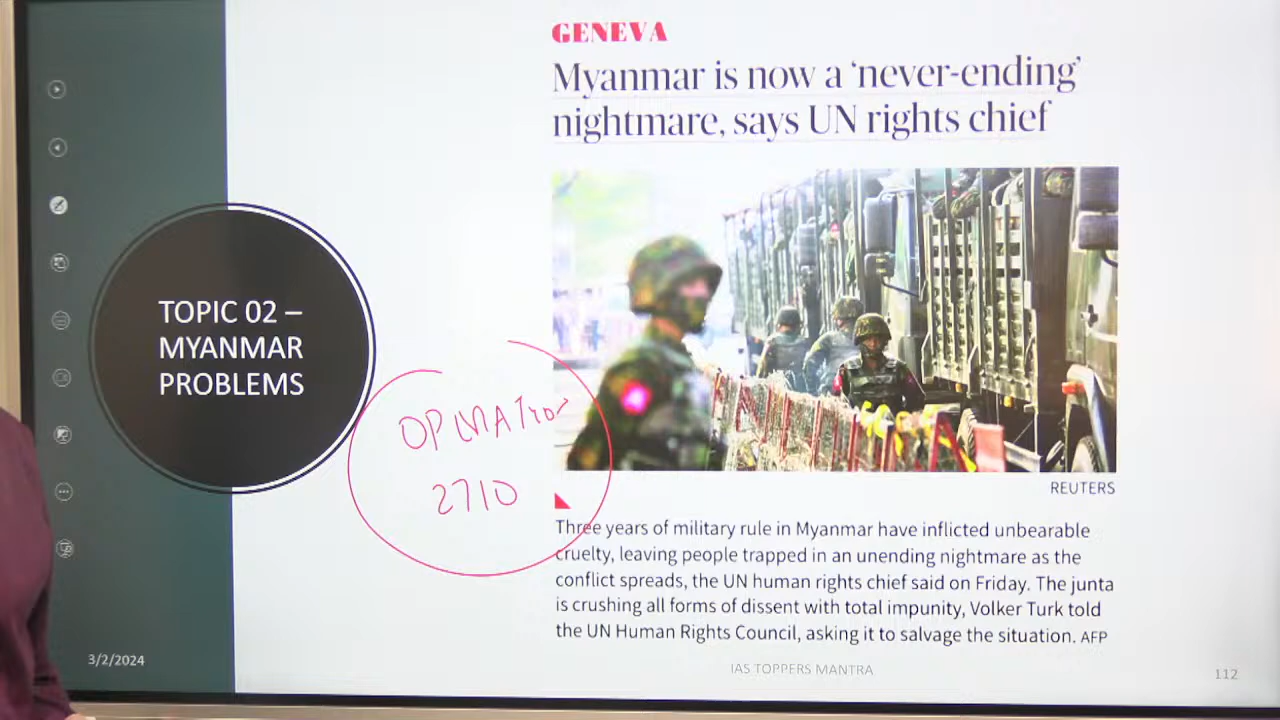 GENEVA
Myanmar is now a ‘never-ending’
nightmare, says UN rights chief
TOPIC 02 –
MYANMAR
PROBLEMS
2710
REUTERS
Three years of military rule in Myanmar have inflicted unbearable
cruelty, leaving people trapped in an unending nightmare as the
conflict spreads, the UN human rights chief said on Friday. The junta
is crushing all forms of dissent with total impunity, Volker Turk told
the UN Human Rights Council, asking it to salvage the situation. AFP
3/2/2024
IAS TOPPERS MANTRA
112